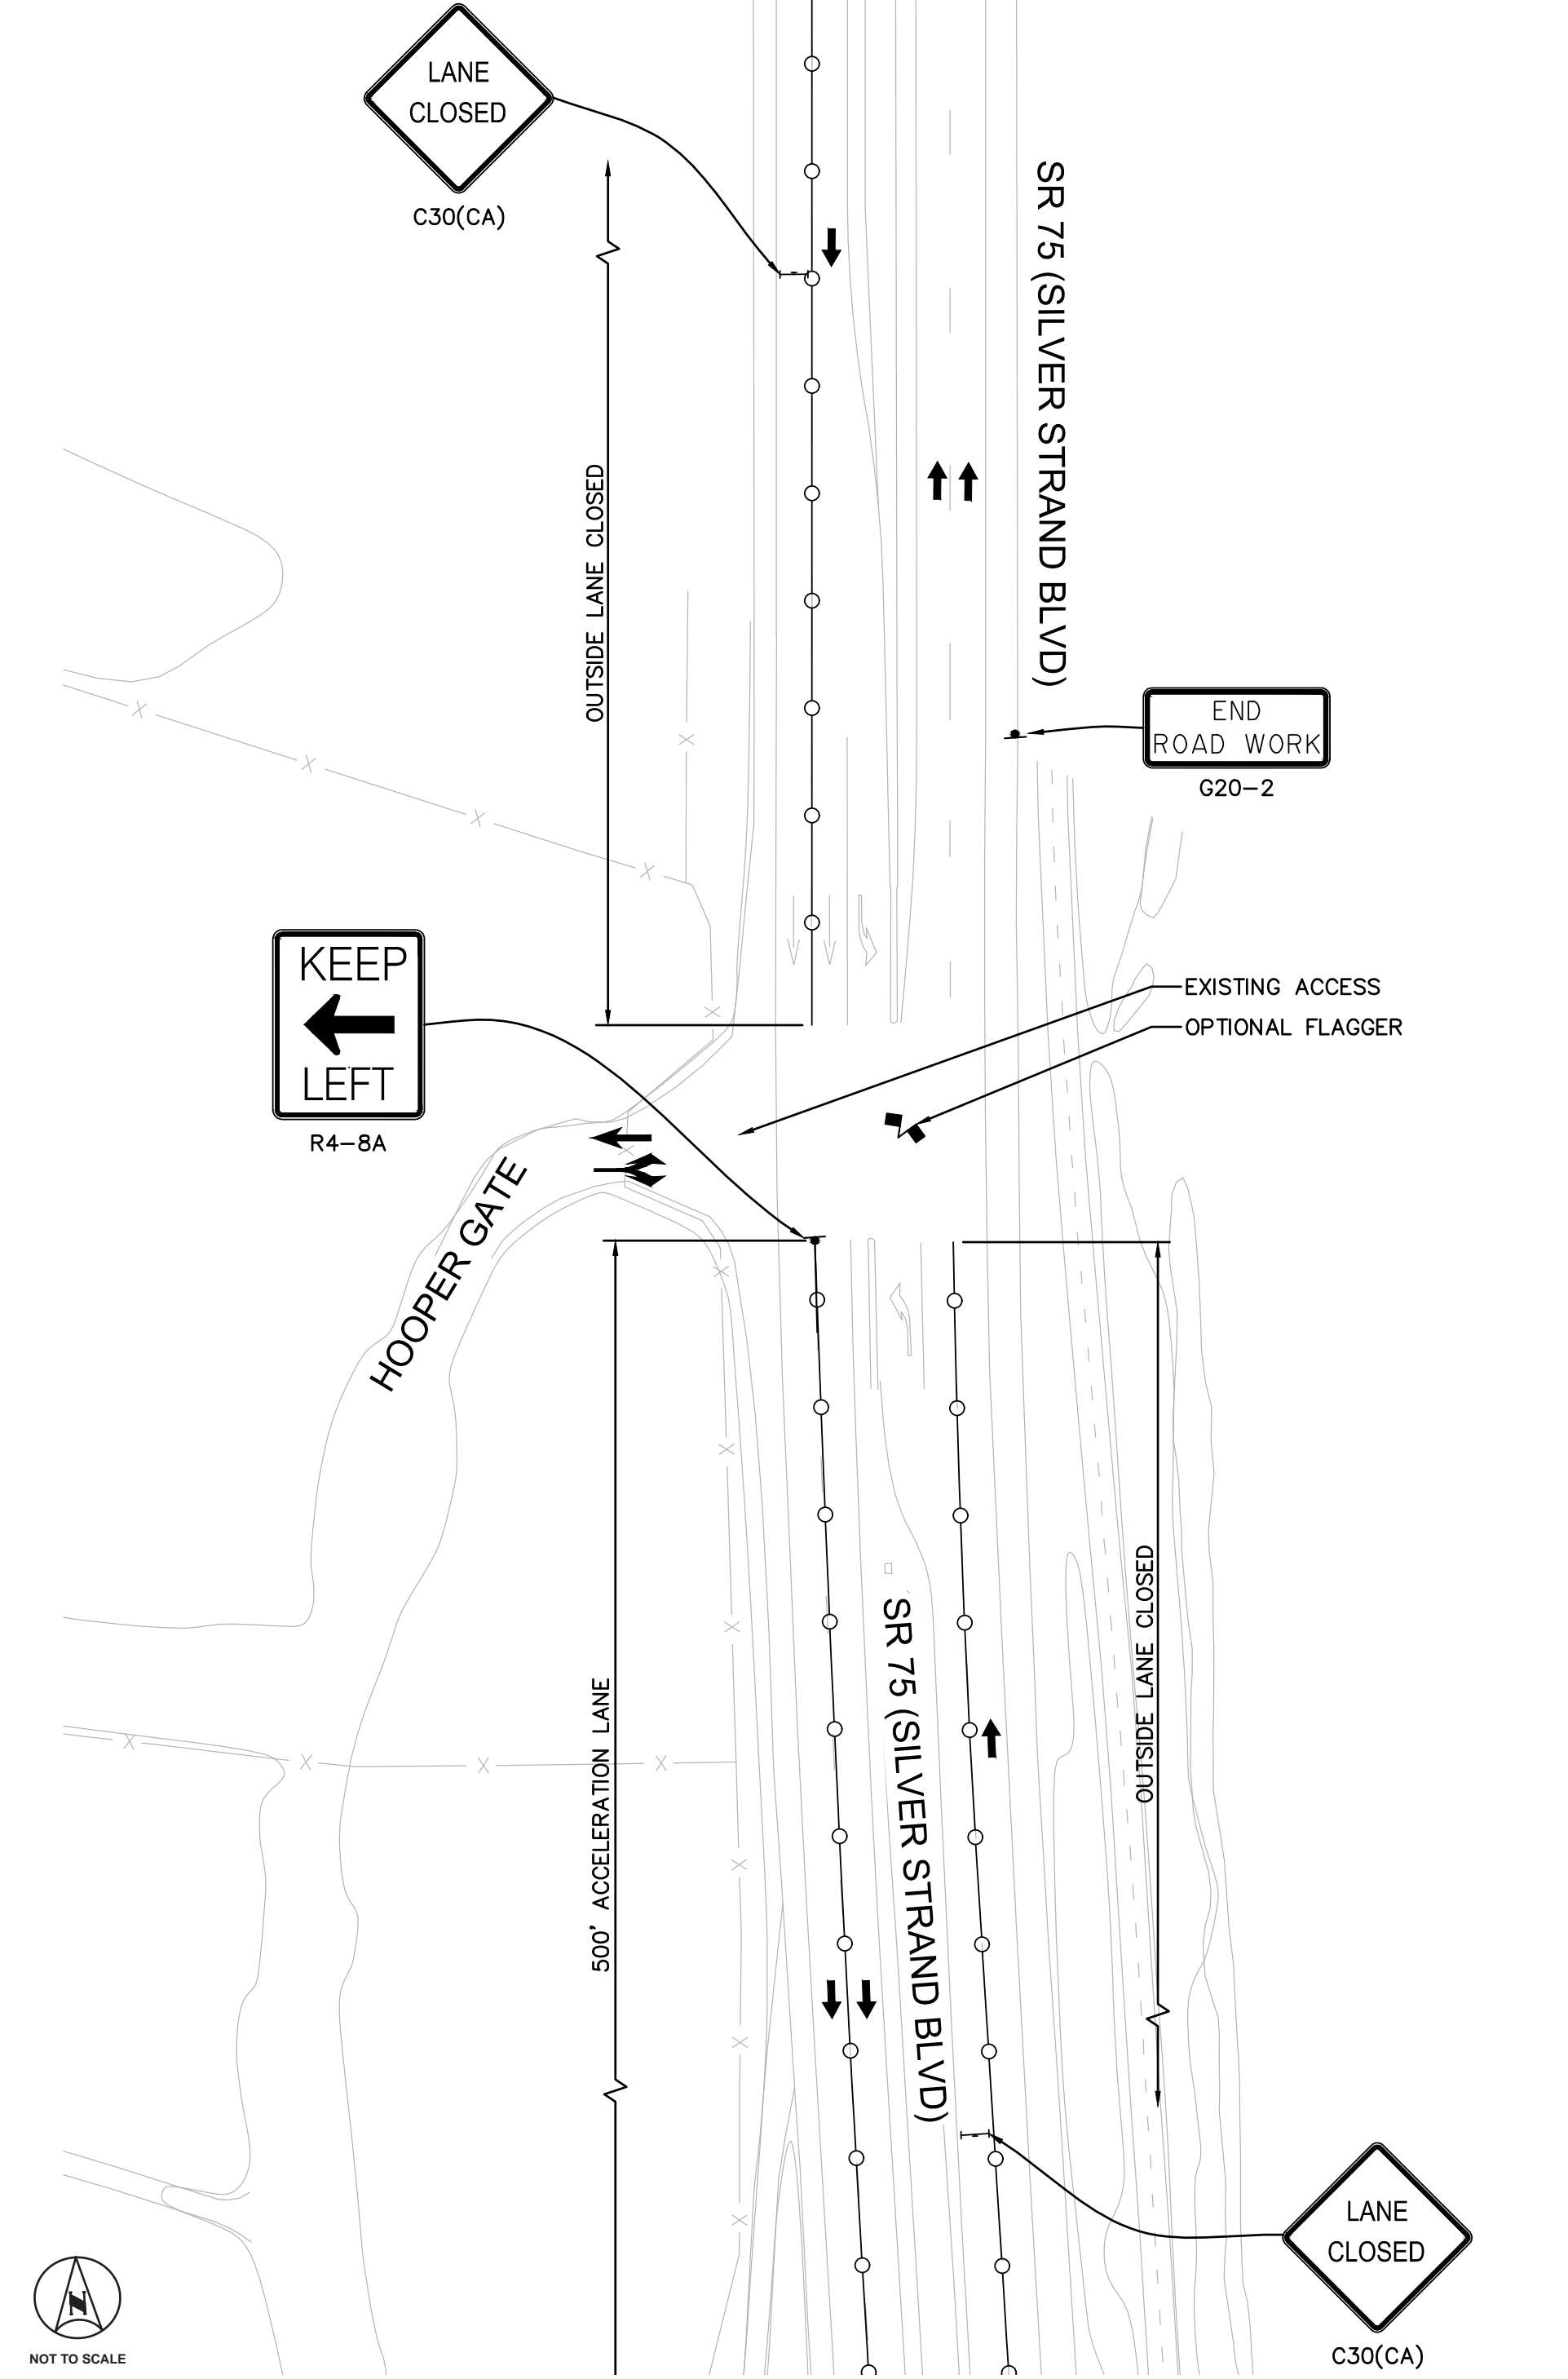 LANE
CLOSED
C30(CA)
SR 75 (SILVER STRAND BLVD)
OUTSIDE LANE CLOSED
END
ROAD WORK
G20-2
KEEP
LEFT
R4-8A
EXISTING ACCESS
OPTIONAL FLAGGER
HOOPER GATE
OUTSIDE LANE CLOSED
SR 75 (SILVER STRAND BLVD)
500' ACCELERATION LANE
LANE
CLOSED
C30(CA)
N
NOT TO SCALE